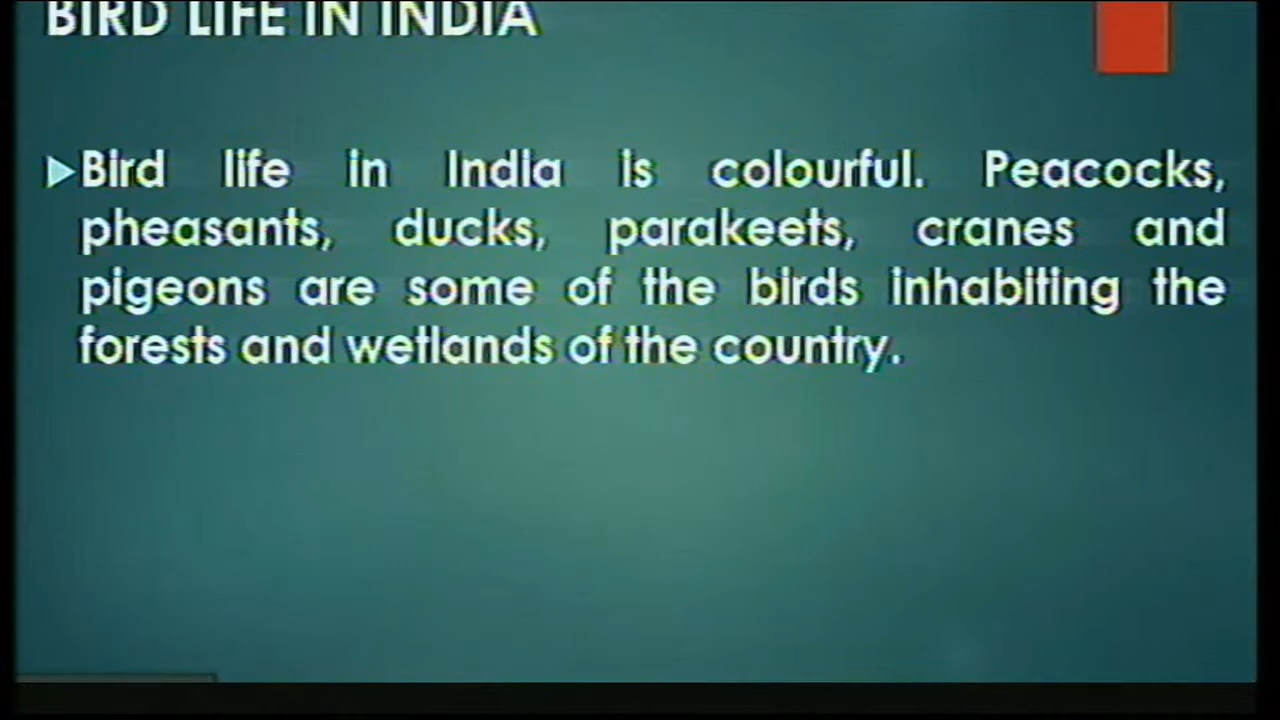 BIRD LIFE IN INDIA
Bird life in India is colourful. Peacocks,
pheasants, ducks, parakeets, cranes and
pigeons are some of the birds inhabiting the
forests and wetlands of the country.